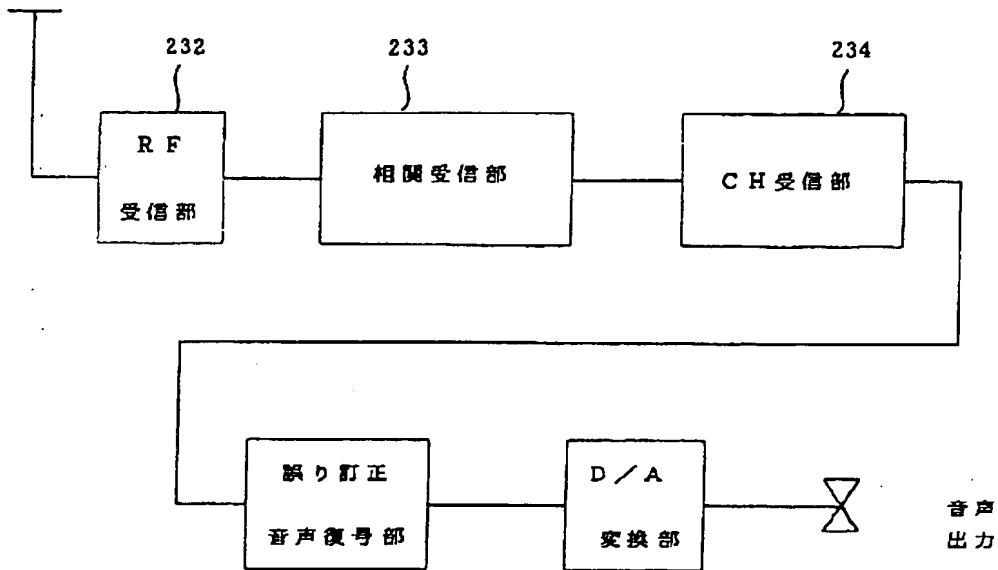 232
233
234
RF
受信部
相関受信部
CH受信部
誤り訂正
音声復号部
D/A
変換部
音声
出力